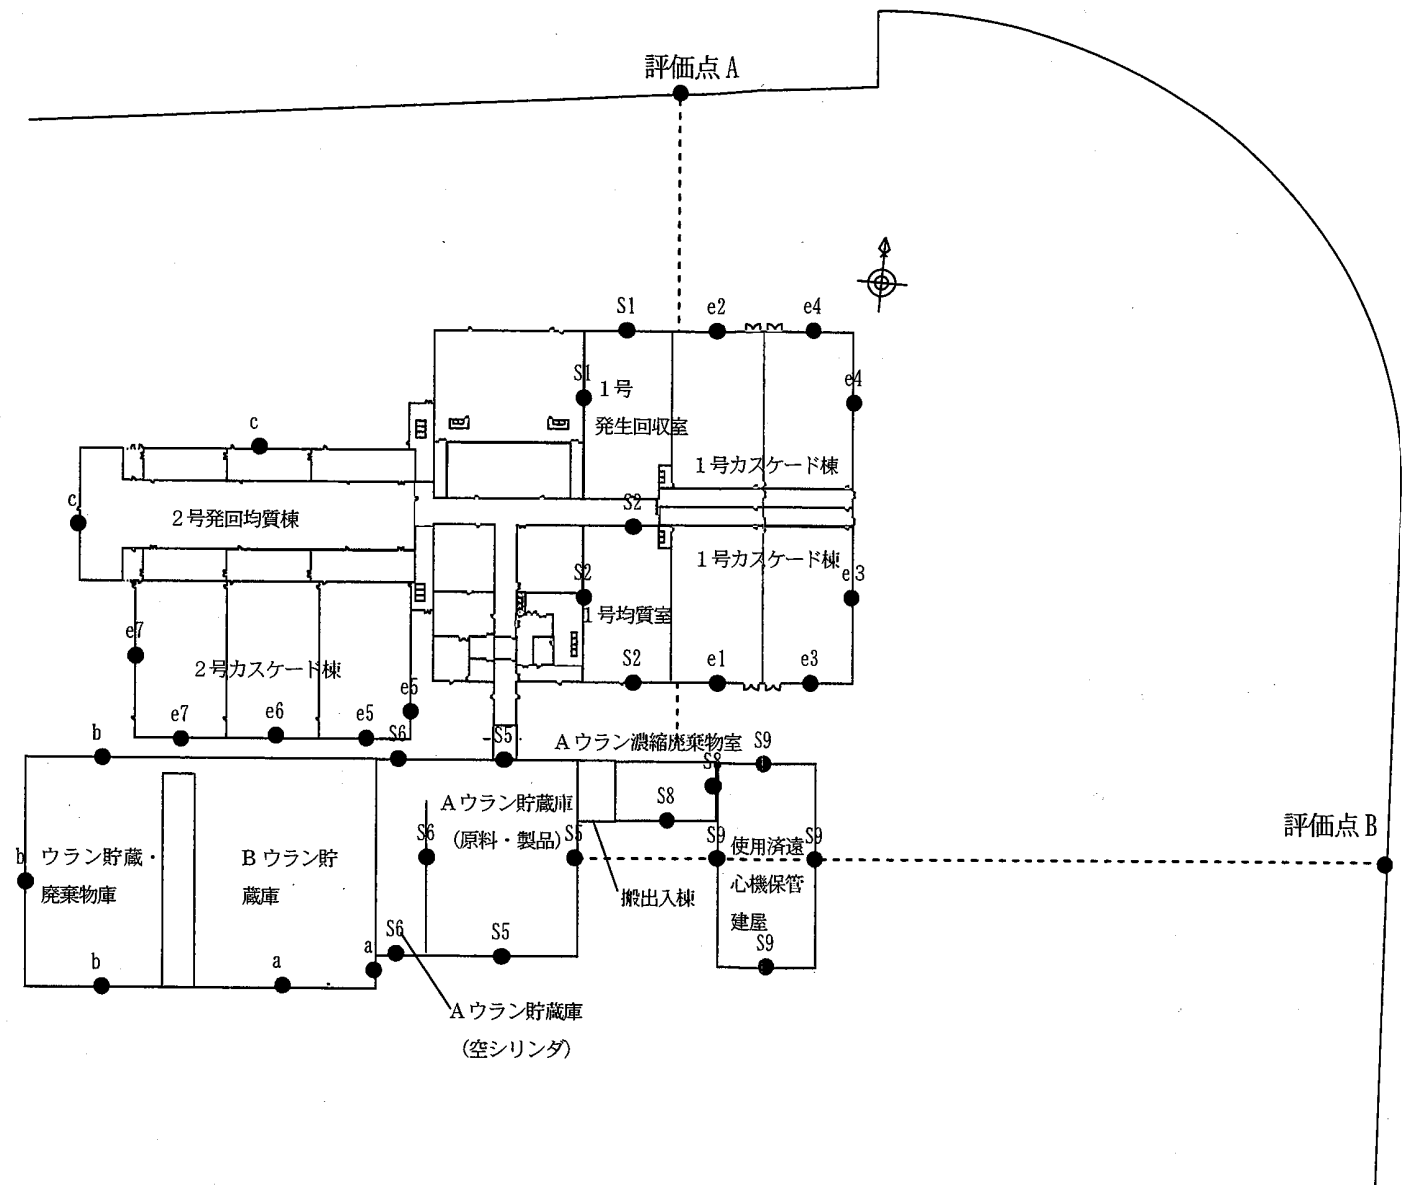 評価点A
S1
e2
e4
S1
1号
発生回収室
e4
c
1号カスケード棟
c
2号発回均質棟
S2
1号カスケード棟
S2
e3
1号均質室
e7
2号カスケード棟
S2
e1
e3
e5
e7
e6
e5
b
S6
S5
Aウラン濃縮廃棄物室
S9
S8
S8
Aウラン貯蔵庫
(原料・製品)
S6
S5
S9
使用済遠
S9
評価点B
心機保管
建屋
b
ウラン貯蔵・
廃棄物庫
Bウラン貯
蔵庫
搬出入棟
S6
S5
S9
a
b
a
Aウラン貯蔵庫
(空シリンダ)